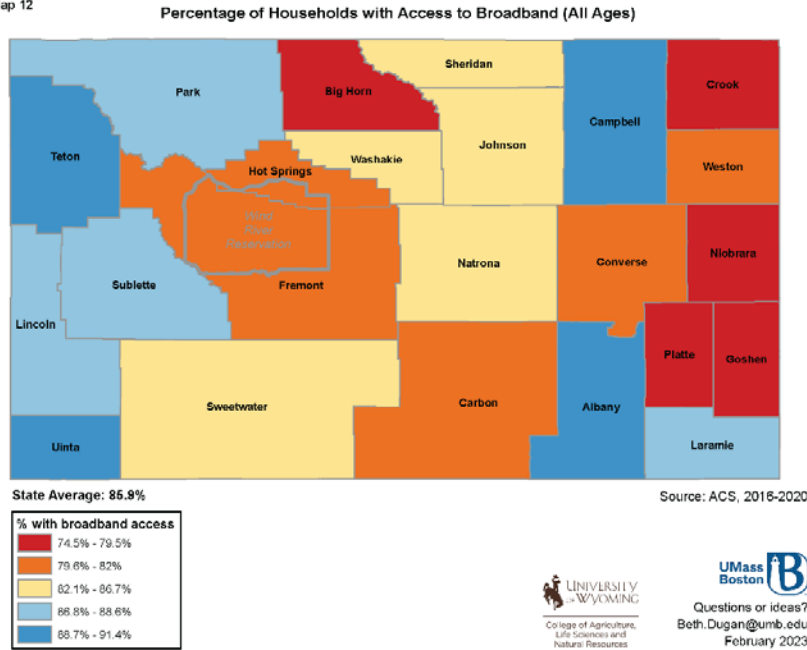 ap 12
Percentage of Households with Access to Broadband (All Ages)
Sheridan
Park
Big Horn
Crook
Campbell
Johnson
Teton
Washakie
Weston
Hot Springs
Wind
River
Reservation
Niobrara
Natrona
Converse
Sublette
Fremont
Lincoln
Platte
Goshen
Sweetwater
Carbon
Albany
Uinta
Laramie
State Average: 85.9%
Source: ACS, 2016-2020
% with broadband access
74.5% - 79.5%
79.6% - 82%
82.1% - 86.7%
86.8% - 88.6%
88.7% - 91.4%
UNIVERSITY
OF WYOMING
College of Agriculture,
Life Sciences and
Natural Resources
UMass
Boston
B
Questions or ideas?
Beth.Dugan@umb.edu
February 2023